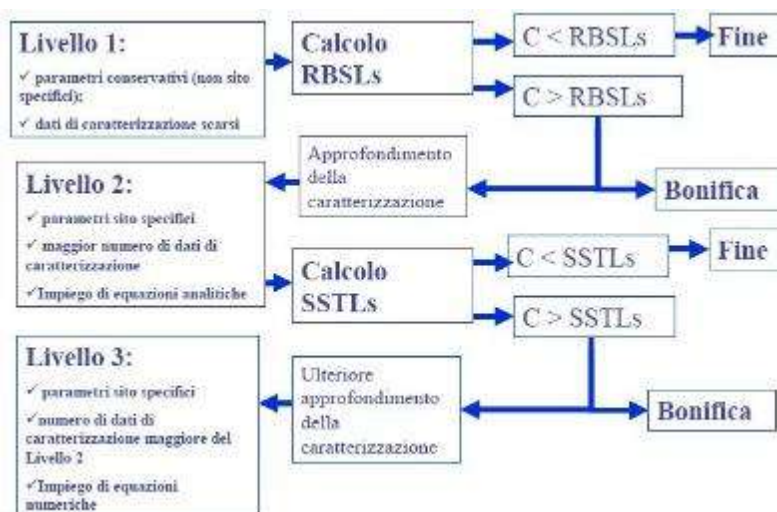 Livello 1:
✓ parametri conservativi (non sito
specifici);
✓ dati di caratterizzazione scarsi
Calcolo
RBSLs
C < RBSLs
Fine
C > RBSLs
Approfondimento
della
caratterizzazione
Bonifica
Livello 2:
✓ parametri sito specifici
✓ maggior numero di dati di
caratterizzazione
✓ Impiego di equazioni analitiche
Calcolo
SSTLs
C < SSTLs
Fine
C > SSTLs
Livello 3:
✓ parametri sito specifici
✓ numero di dati di
caratterizzazione maggiore del
Livello 2
✓ Impiego di equazioni
numeriche
Ulteriore
approfondimento
della
caratterizzazione
Bonifica